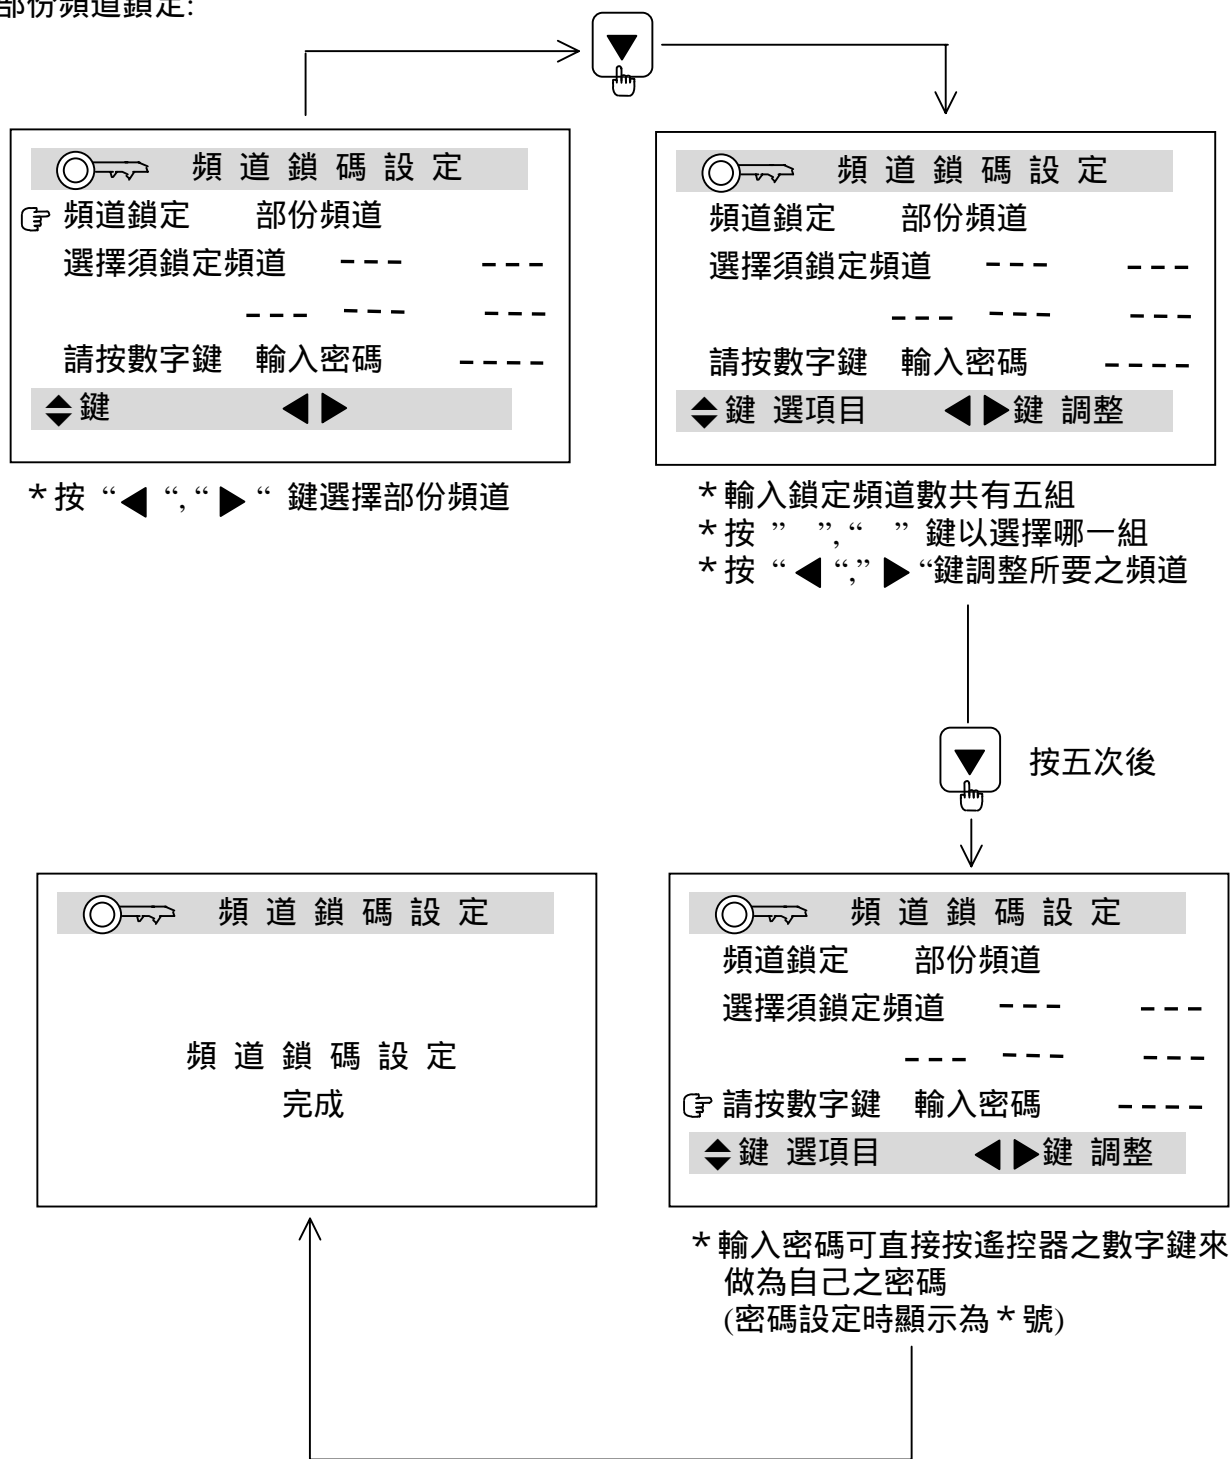 部份頻道鎖定:
頻 道 鎖 碼 設 定
頻道鎖定 部份頻道
選擇須鎖定頻道 --- ---
--- --- ---
請按數字鍵 輸入密碼 ----
鍵 ◀ ▶
*按 “◀ “, “ ▶ “ 鍵選擇部份頻道
頻 道 鎖 碼 設 定
頻道鎖定 部份頻道
選擇須鎖定頻道 --- ---
--- --- ---
請按數字鍵 輸入密碼 ----
鍵 選項目 ◀ ▶鍵 調整
*輸入鎖定頻道數共有五組
*按 ” ”, “ ” 鍵以選擇哪一組
*按 “ ◀ “,” ▶ “鍵調整所要之頻道
按五次後
頻 道 鎖 碼 設 定
頻道鎖定 部份頻道
選擇須鎖定頻道 --- ---
--- --- ---
請按數字鍵 輸入密碼 ----
鍵 選項目 ◀ ▶鍵 調整
*輸入密碼可直接按遙控器之數字鍵來
做為自己之密碼
(密碼設定時顯示為*號)
頻 道 鎖 碼 設 定
頻 道 鎖 碼 設 定
完成